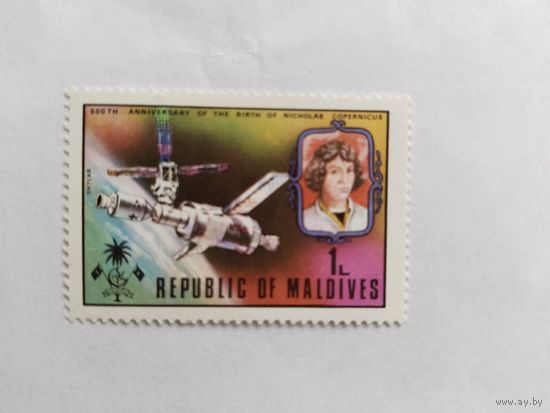 500TH ANNIVERSARY OF THE BIRTH OF NICHOLAS COPERNICUS
SKYLAB
1L
REPUBLIC OF MALDIVES
© www.ay.by